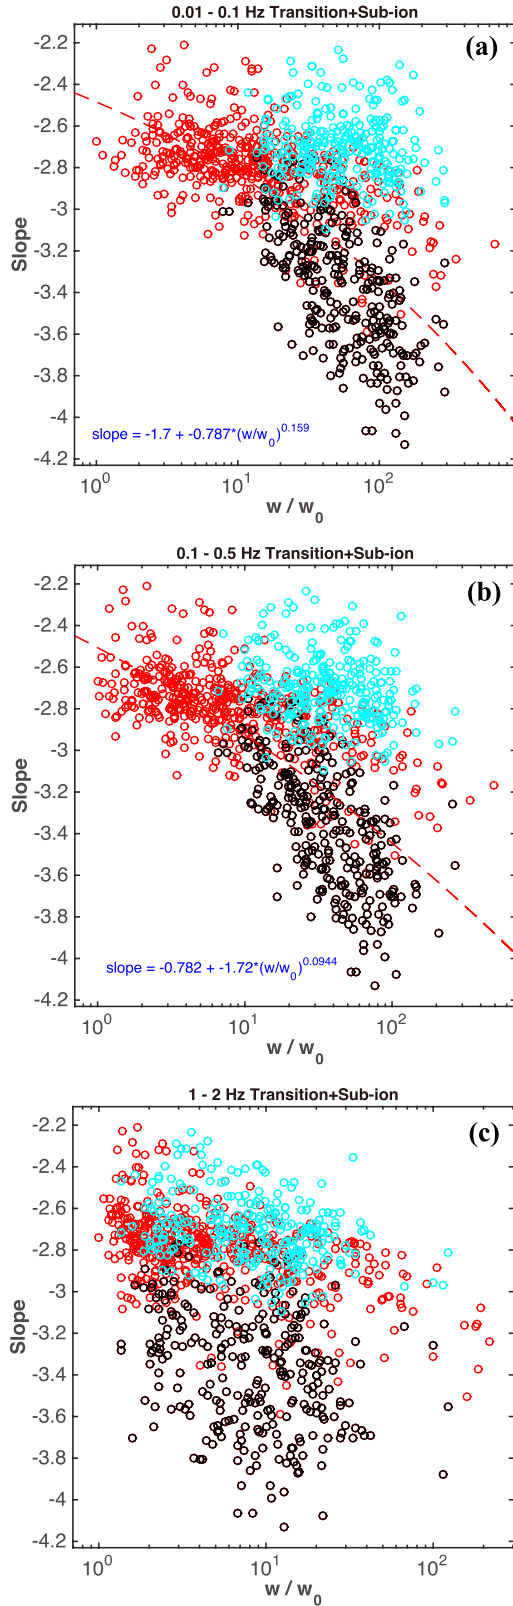 0.01 - 0.1 Hz Transition+Sub-ion
(a)
-2.2
-2.4
-2.6
-2.8
-3
-3.2
-3.4
-3.6
-3.8
-4
-4.2
Slope
slope = -1.7 + -0.787*(w/w0)^0.159
10^0 10^1 10^2
w / w0
0.1 - 0.5 Hz Transition+Sub-ion
(b)
-2.2
-2.4
-2.6
-2.8
-3
-3.2
-3.4
-3.6
-3.8
-4
-4.2
Slope
slope = -0.782 + -1.72*(w/w0)^0.0944
10^0 10^1 10^2
w / w0
1 - 2 Hz Transition+Sub-ion
(c)
-2.2
-2.4
-2.6
-2.8
-3
-3.2
-3.4
-3.6
-3.8
-4
-4.2
Slope
10^0 10^1 10^2
w / w0